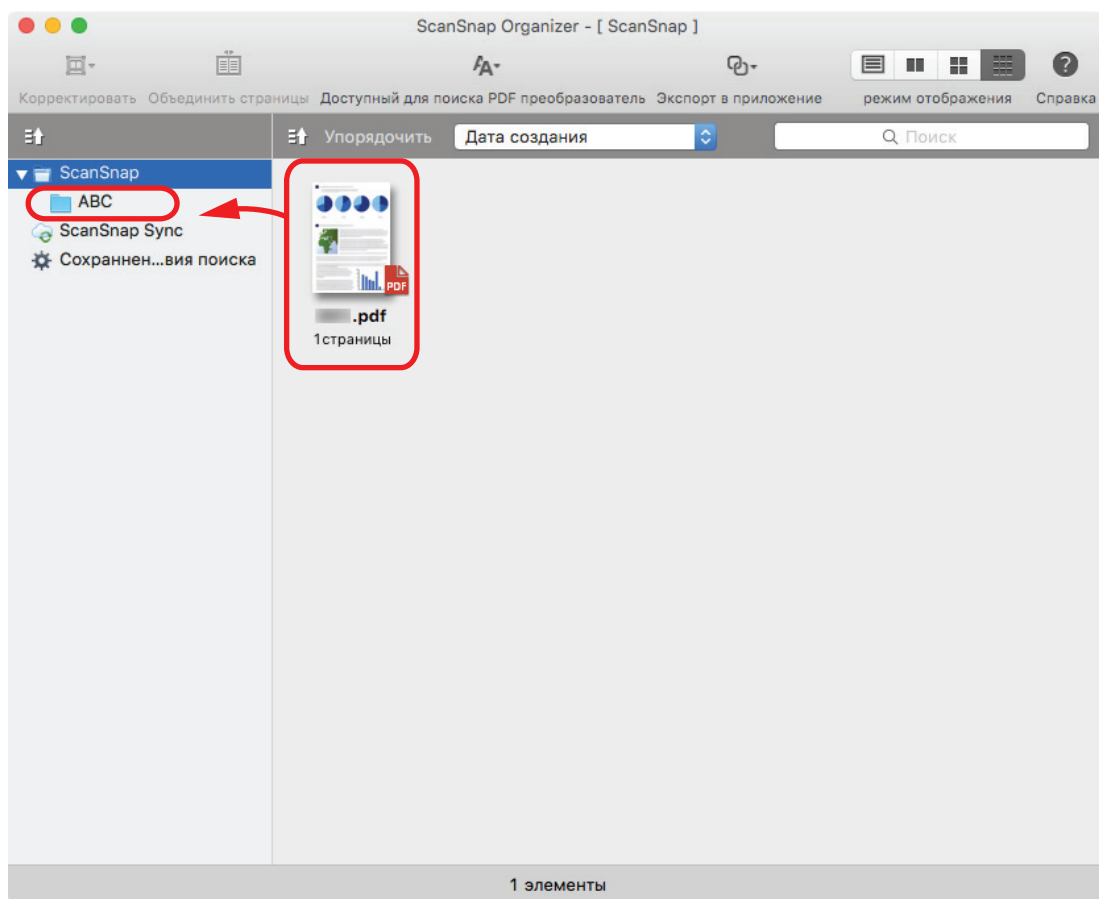 ScanSnap Organizer - [ ScanSnap ]
Корректировать Объединить страницы Доступный для поиска PDF преобразователь Экспорт в приложение режим отображения Справка
Упорядочить Дата создания Поиск
ScanSnap
ABC
ScanSnap Sync
Сохраннен...вия поиска
PDF
.pdf
1страницы
1 элементы